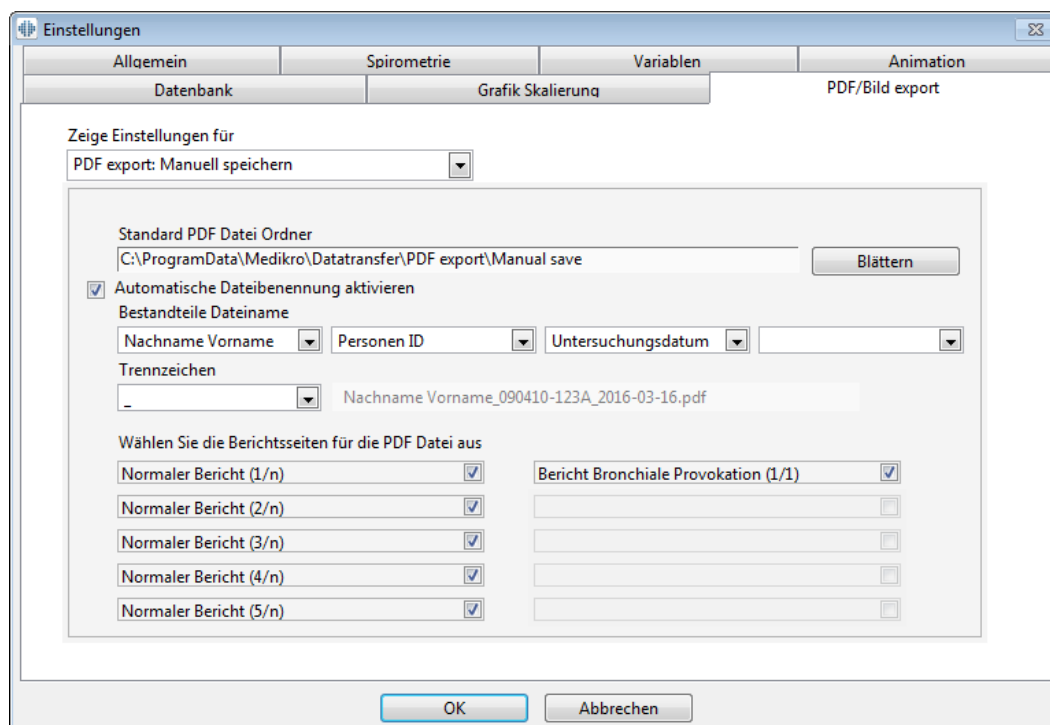 Einstellungen
Allgemein Spirometrie Variablen Animation
Datenbank Grafik Skalierung PDF/Bild export
Zeige Einstellungen für
PDF export: Manuell speichern
Standard PDF Datei Ordner
C:\ProgramData\Medikro\Datatransfer\PDF export\Manual save Blättern
Automatische Dateibenennung aktivieren
Bestandteile Dateiname
Nachname Vorname Personen ID Untersuchungsdatum
Trennzeichen
_ Nachname Vorname_090410-123A_2016-03-16.pdf
Wählen Sie die Berichtsseiten für die PDF Datei aus
Normaler Bericht (1/n) Bericht Bronchiale Provokation (1/1)
Normaler Bericht (2/n)
Normaler Bericht (3/n)
Normaler Bericht (4/n)
Normaler Bericht (5/n)
OK Abbrechen